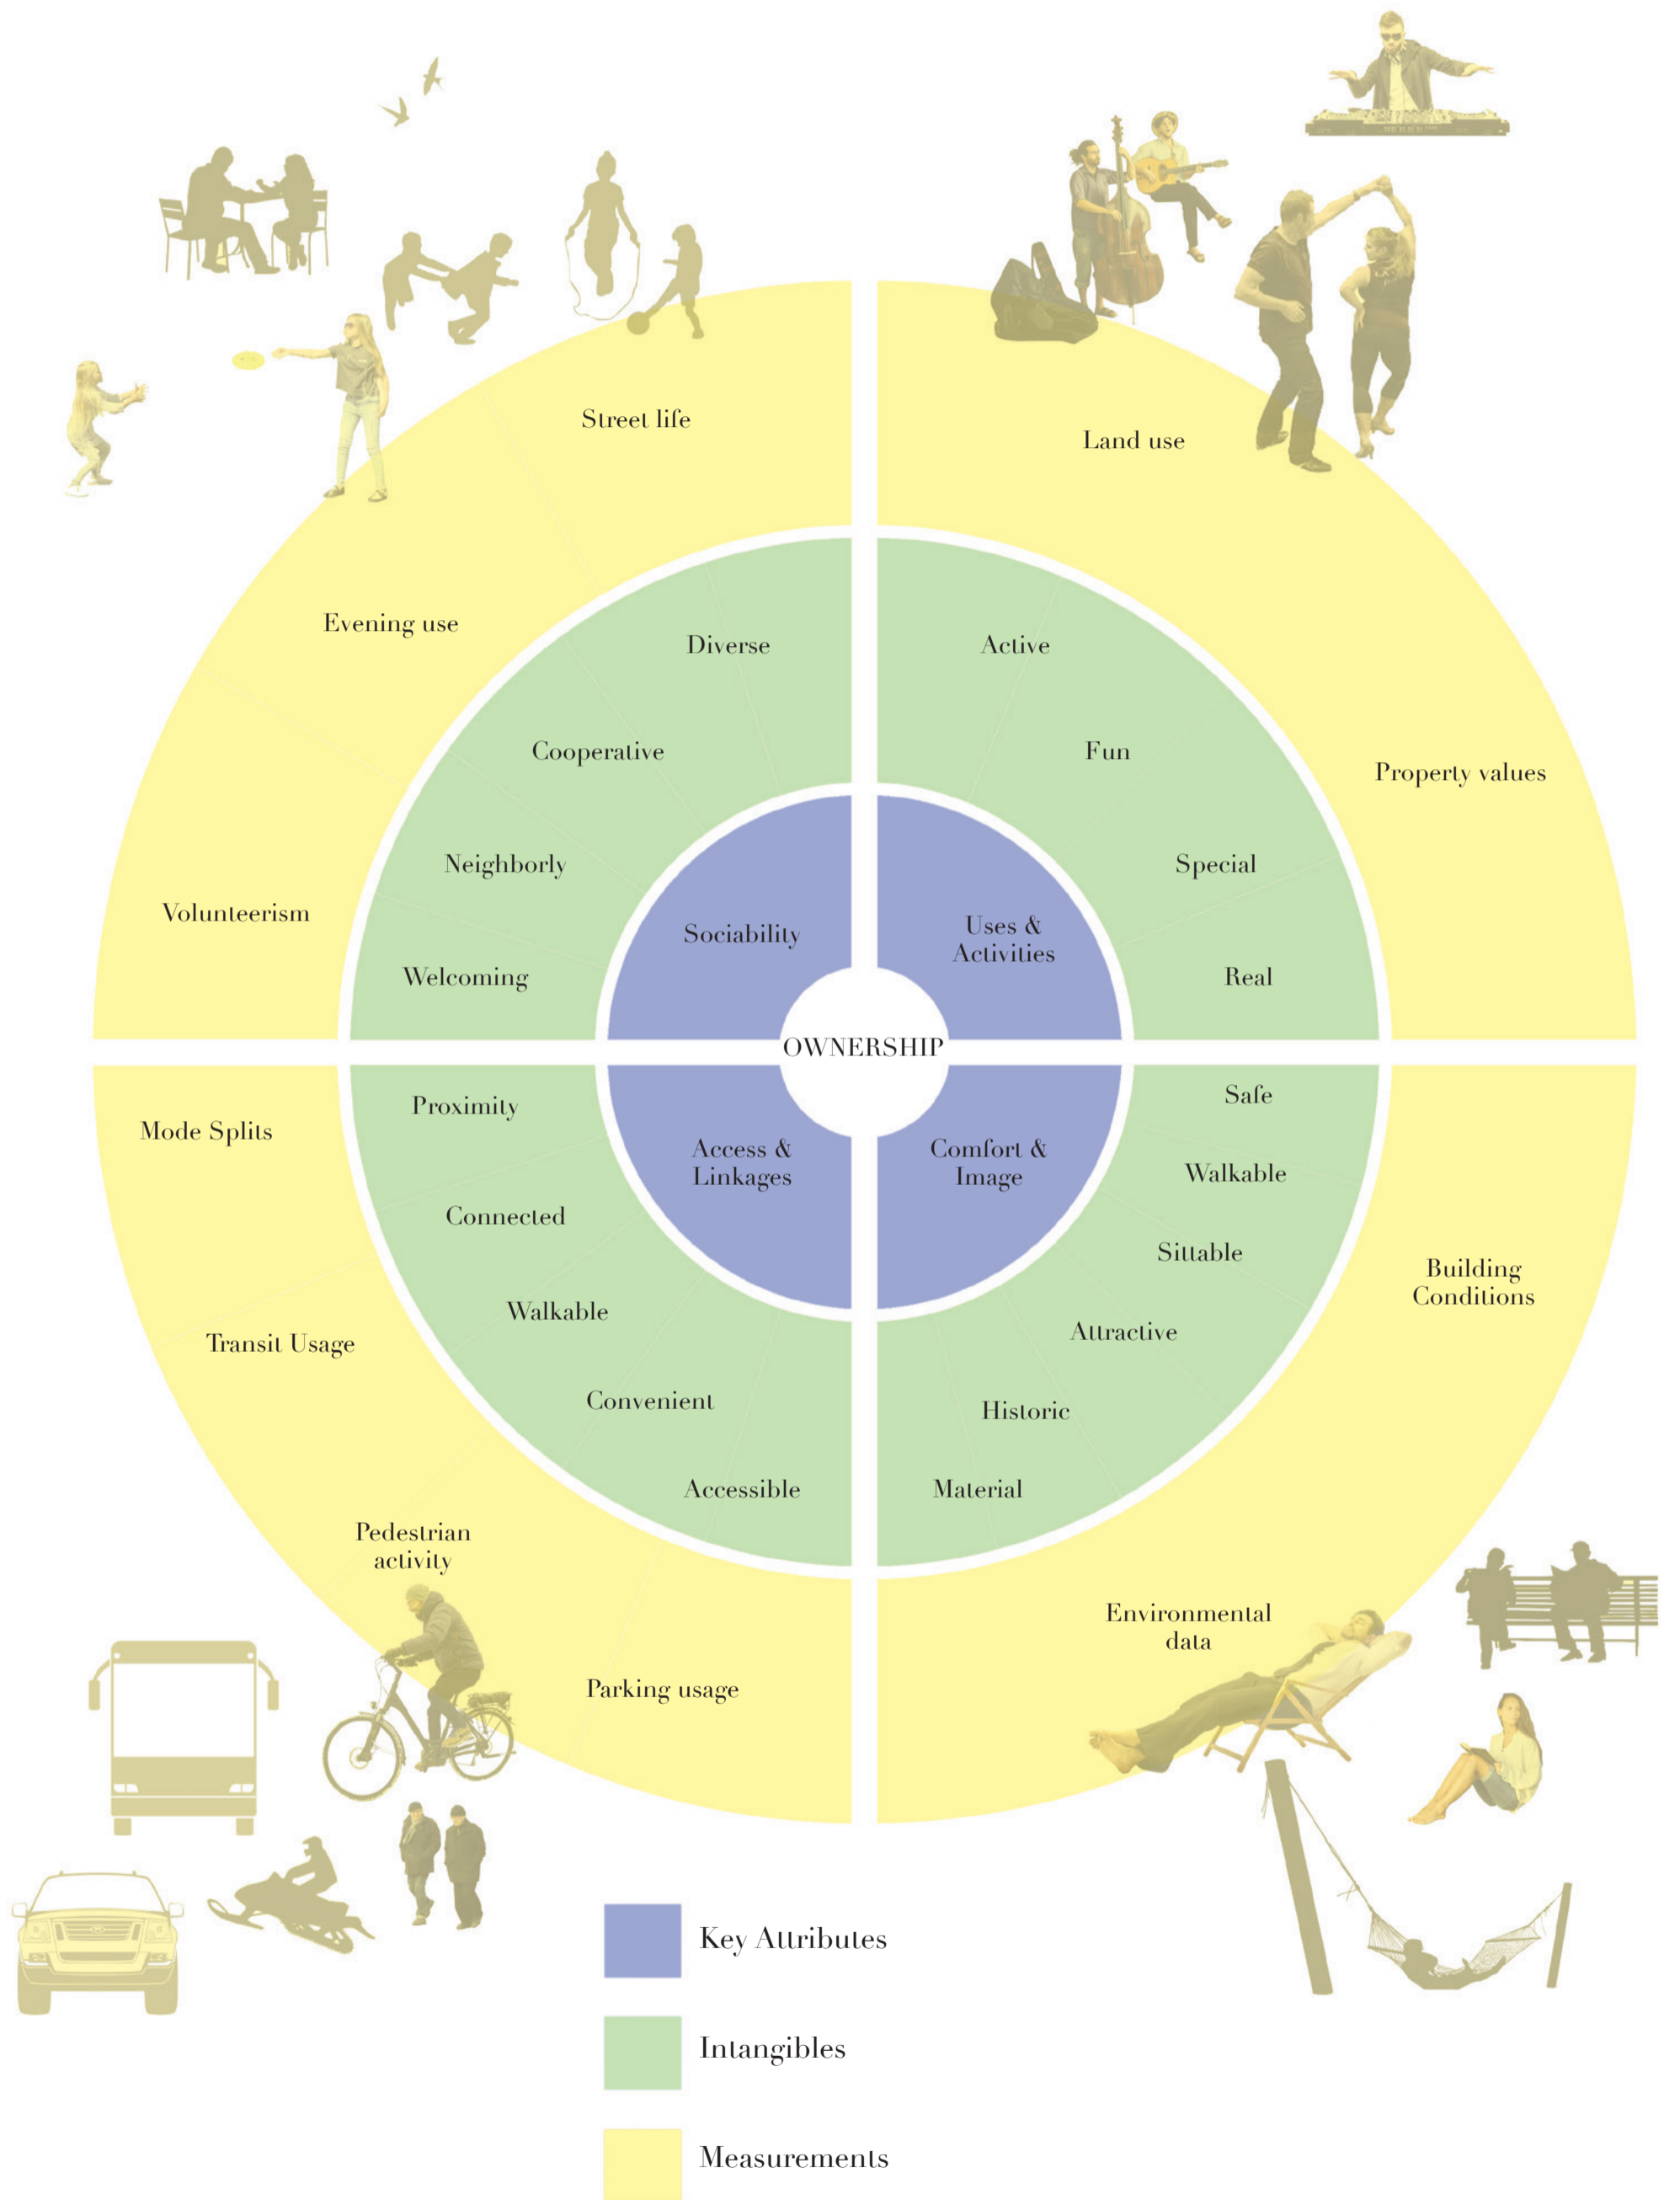 Street life
Land use
Evening use
Diverse
Active
Cooperative
Fun
Property values
Neighborly
Special
Volunteerism
Sociability
Uses &
Activities
Welcoming
Real
OWNERSHIP
Proximity
Safe
Mode Splits
Access &
Linkages
Comfort &
Image
Walkable
Connected
Sittable
Building
Conditions
Walkable
Attractive
Transit Usage
Convenient
Historic
Accessible
Material
Pedestrian
activity
Environmental
data
Parking usage
Key Attributes
Intangibles
Measurements